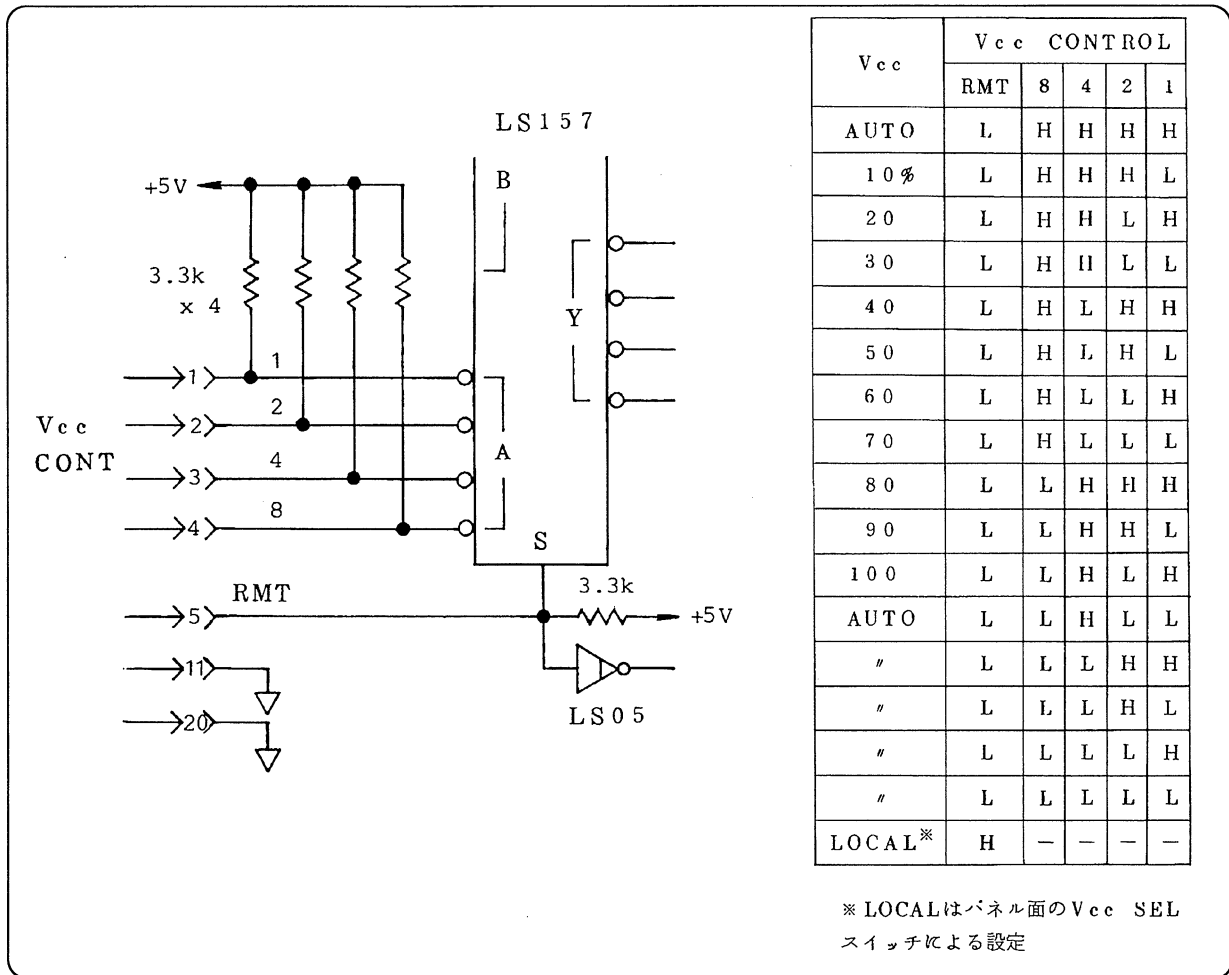 LS157
B
+5V
3.3k
x 4
Y
1
1
2
2
Vcc
CONT
A
3
4
4
8
S
RMT
3.3k
5
+5V
11
LS05
20
Vcc Vcc CONTROL
RMT 8 4 2 1
AUTO L H H H H
10% L H H H L
20 L H H L H
30 L H H L L
40 L H L H H
50 L H L H L
60 L H L L H
70 L H L L L
80 L L H H H
90 L L H H L
100 L L H L H
AUTO L L H L L
〃 L L L H H
〃 L L L H L
〃 L L L L H
〃 L L L L L
LOCAL※ H － － － －
※ LOCALはパネル面のVcc SEL
スイッチによる設定